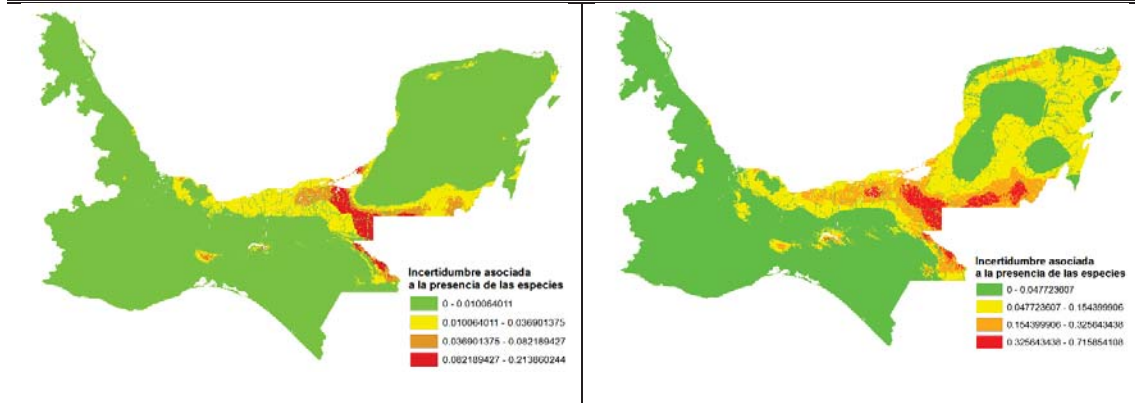 Incertidumbre asociada
a la presencia de las especies
0 - 0.010064011
0.010064011 - 0.036901375
0.036901375 - 0.082189427
0.082189427 - 0.213860244
Incertidumbre asociada
a la presencia de las especies
0 - 0.047723607
0.047723607 - 0.154399906
0.154399906 - 0.325643438
0.325643438 - 0.715854108